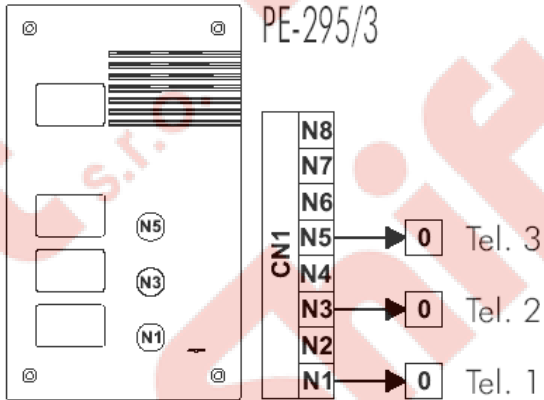 PE-295/3
N5
N3
N1
CN1
N8
N7
N6
N5 0 Tel. 3
N4
N3 0 Tel. 2
N2
N1 0 Tel. 1
s.r.o.